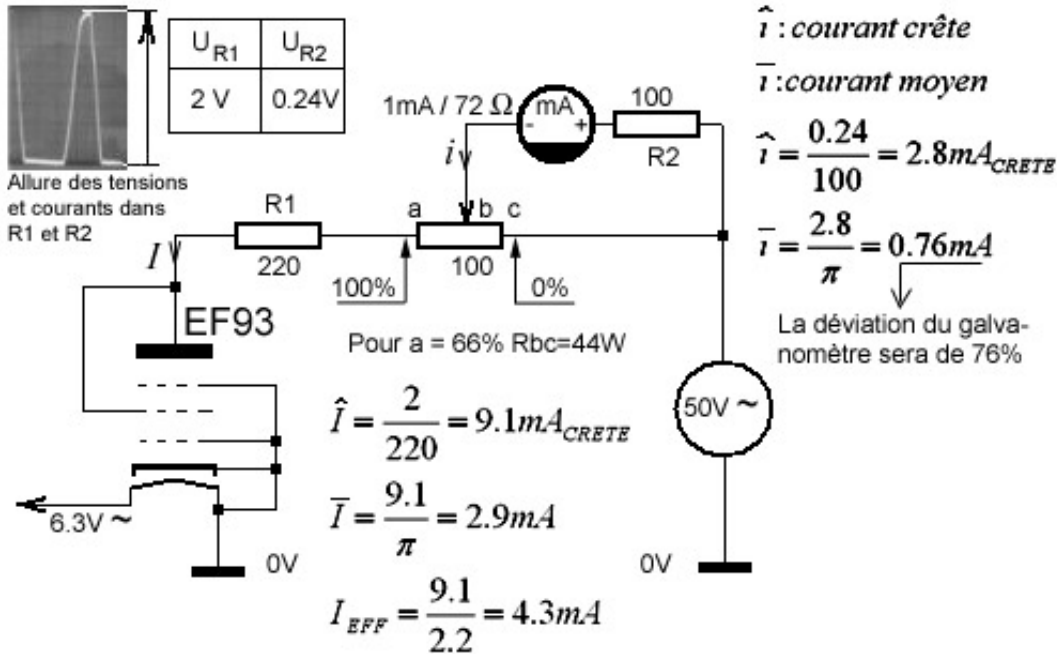 U_R1 U_R2
2 V 0.24V
Allure des tensions
et courants dans
R1 et R2
1mA / 72 Ω
mA
- +
100
R2
i
R1
220
a b c
100
100%
0%
I
EF93
Pour a = 66% Rbc=44W
Î = 2/220 = 9.1mA_CRETE
Ī = 9.1/π = 2.9mA
I_EFF = 9.1/2.2 = 4.3mA
6.3V ~
0V
50V ~
0V
î : courant crête
ī : courant moyen
î = 0.24/100 = 2.8mA_CRETE
ī = 2.8/π = 0.76mA
La déviation du galva-
nomètre sera de 76%